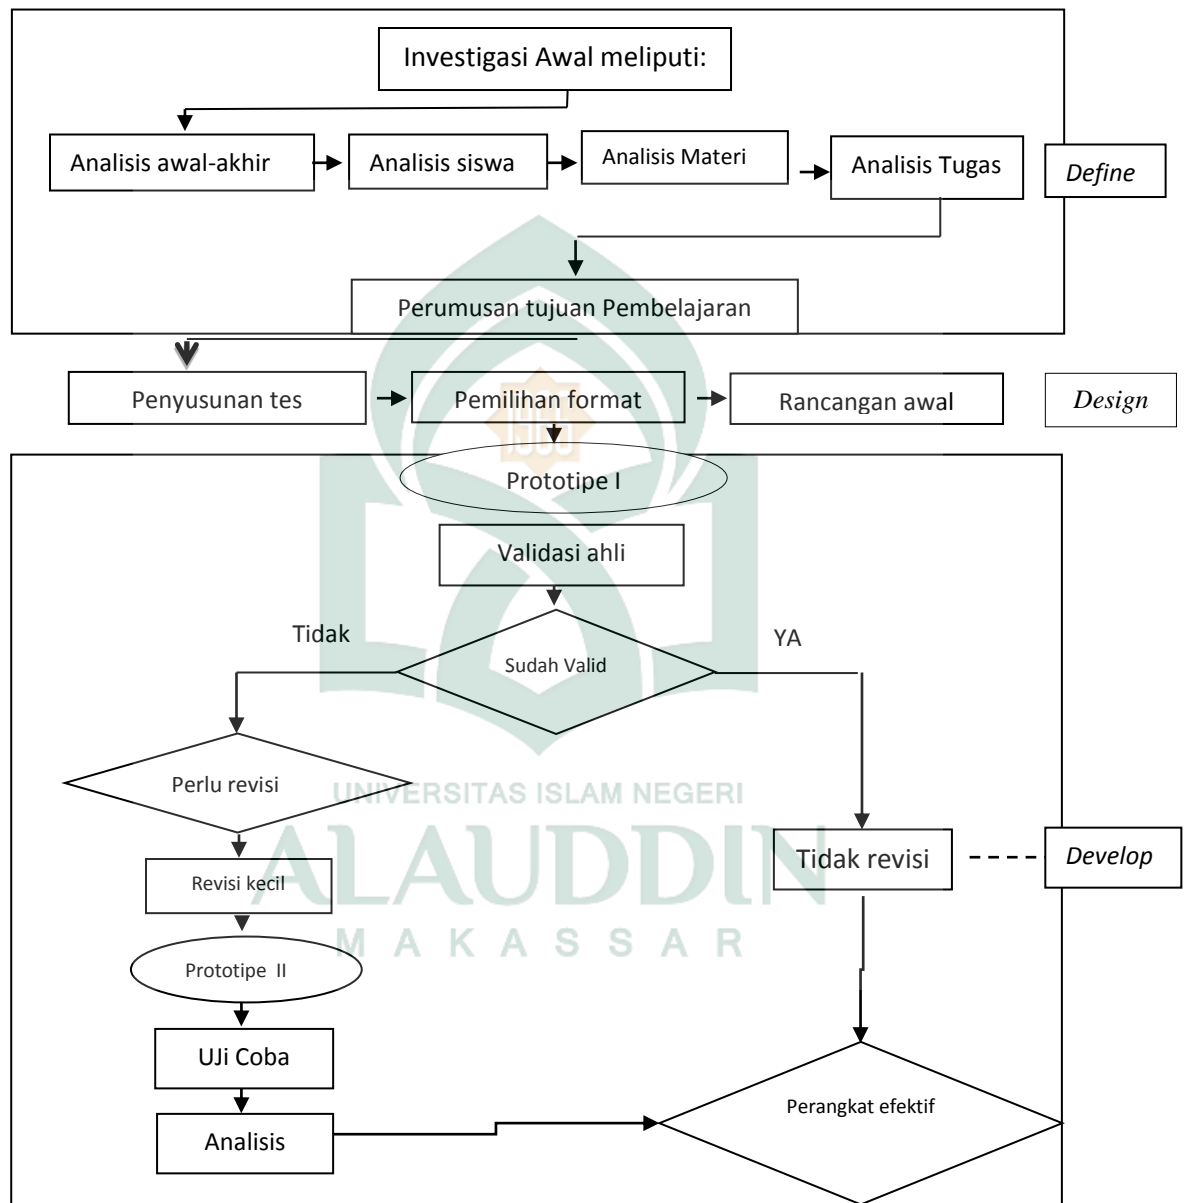 Investigasi Awal meliputi:
Analisis awal-akhir
Analisis siswa
Analisis Materi
Analisis Tugas
Define
Perumusan tujuan Pembelajaran
Penyusunan tes
Pemilihan format
Rancangan awal
Design
1965
Prototipe I
Validasi ahli
Tidak
Sudah Valid
YA
Perlu revisi
UNIVERSITAS ISLAM NEGERI
ALAUDDIN
MAKASSAR
Tidak revisi
Develop
Revisi kecil
Prototipe II
UJi Coba
Perangkat efektif
Analisis